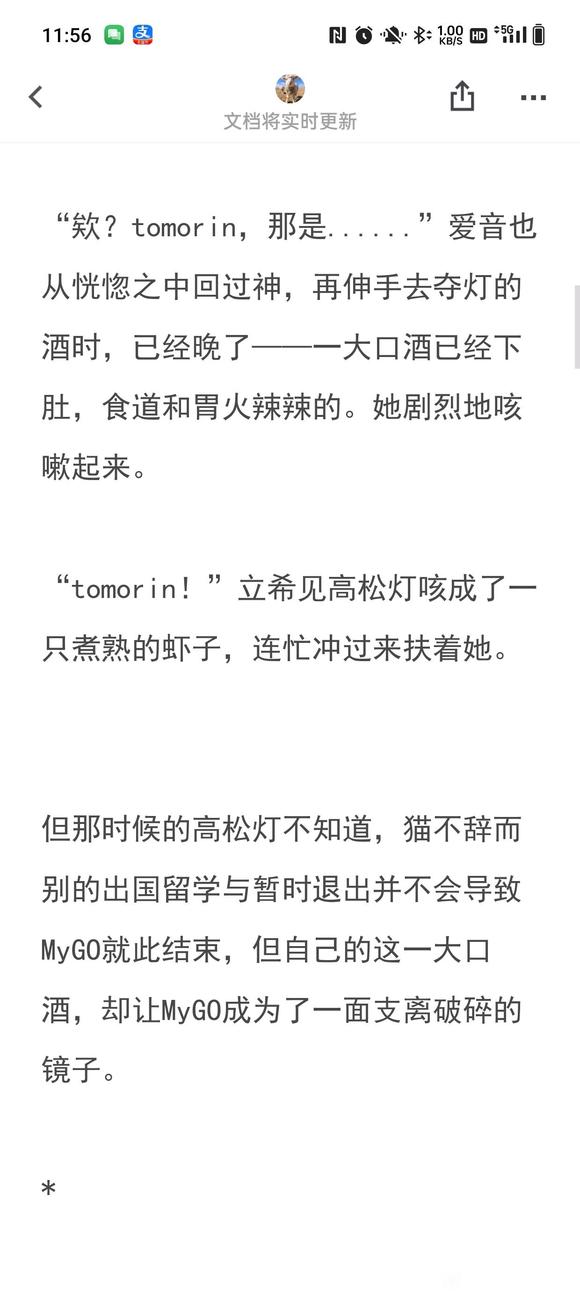 11:56
1.00
KB/S
HD
5G
文档将实时更新
“欸？tomorin，那是......”爱音也
从恍惚之中回过神，再伸手去夺灯的
酒时，已经晚了——一大口酒已经下
肚，食道和胃火辣辣的。她剧烈地咳
嗽起来。
“tomorin！”立希见高松灯咳成了一
只煮熟的虾子，连忙冲过来扶着她。
但那时候的高松灯不知道，猫不辞而
别的出国留学与暂时退出并不会导致
MyGO就此结束，但自己的这一大口
酒，却让MyGO成为了一面支离破碎的
镜子。
*